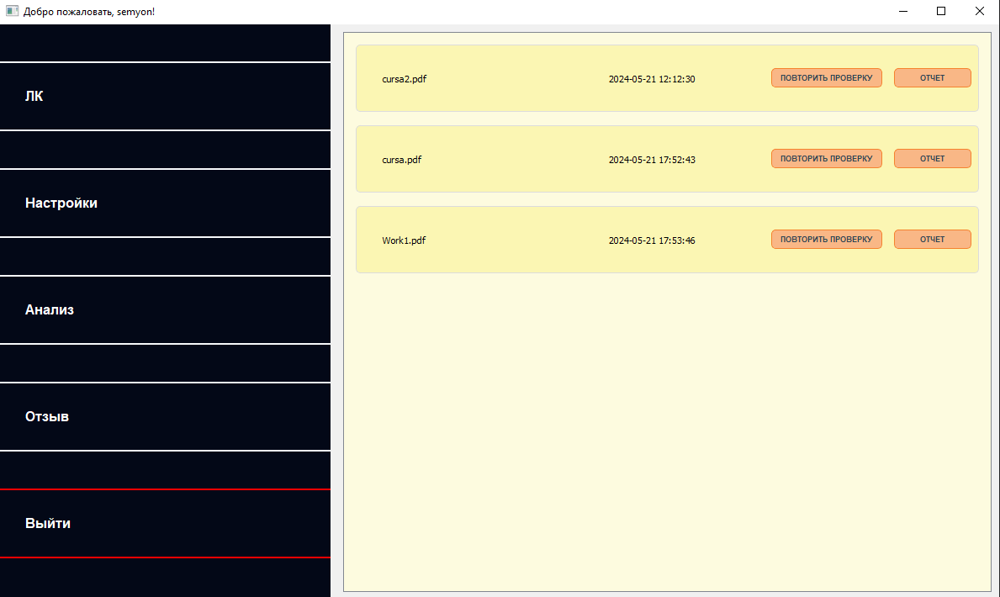 Добро пожаловать, semyon!
ЛК
Настройки
Анализ
Отзыв
Выйти
cursa2.pdf 2024-05-21 12:12:30 ПОВТОРИТЬ ПРОВЕРКУ ОТЧЕТ
cursa.pdf 2024-05-21 17:52:43 ПОВТОРИТЬ ПРОВЕРКУ ОТЧЕТ
Work1.pdf 2024-05-21 17:53:46 ПОВТОРИТЬ ПРОВЕРКУ ОТЧЕТ